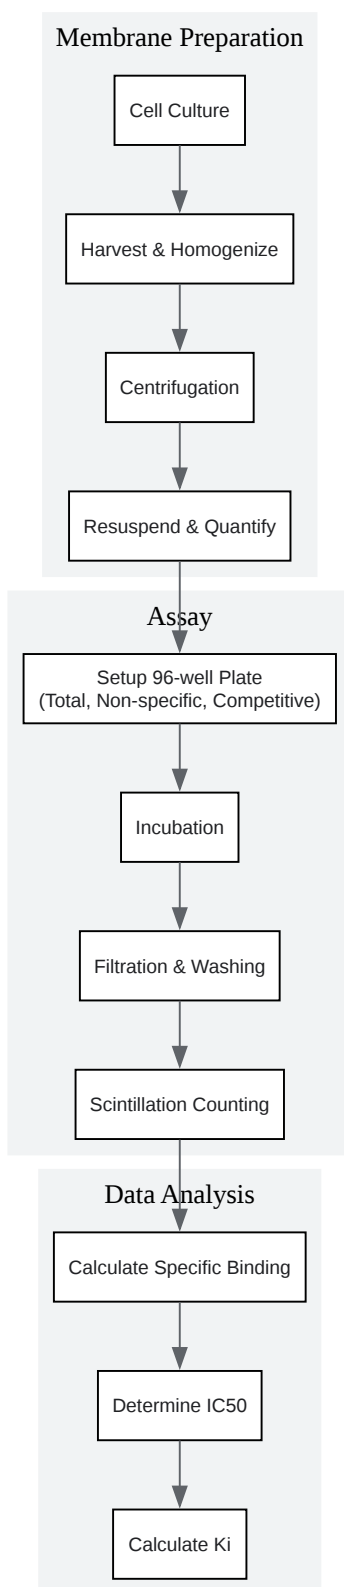 Membrane Preparation
Cell Culture
Harvest & Homogenize
Centrifugation
Resuspend & Quantify
Assay
Setup 96-well Plate
(Total, Non-specific, Competitive)
Incubation
Filtration & Washing
Scintillation Counting
Data Analysis
Calculate Specific Binding
Determine IC50
Calculate Ki